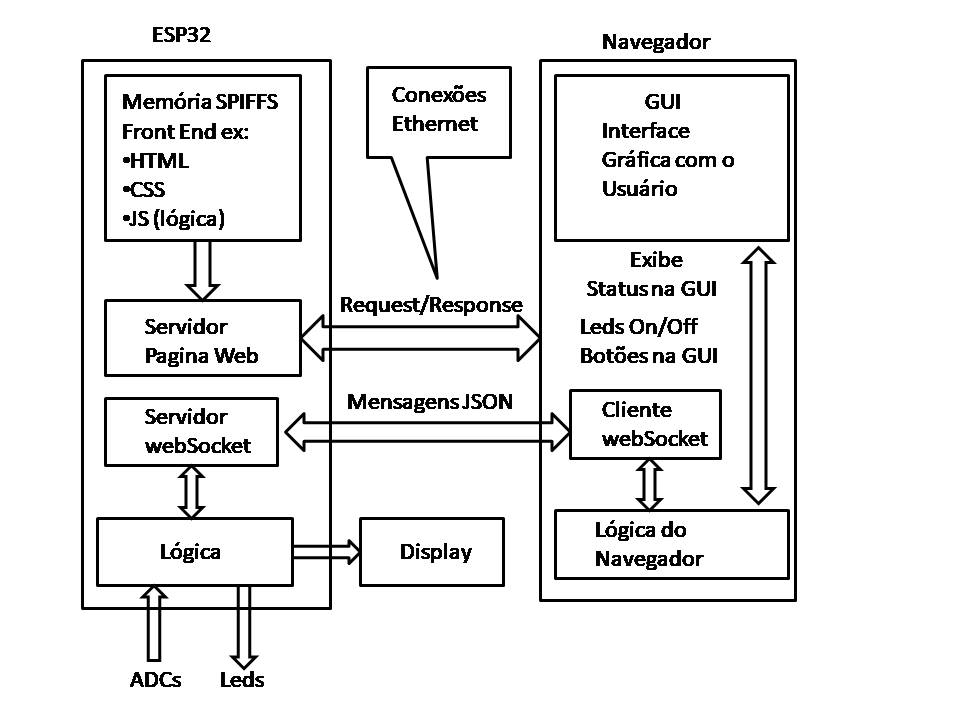 ESP32
Memória SPIFFS
Front End ex:
•HTML
•CSS
•JS (lógica)
Servidor
Pagina Web
Servidor
webSocket
Lógica
ADCs
Leds
Conexões
Ethernet
Request/Response
Mensagens JSON
Display
Navegador
GUI
Interface
Gráfica com o
Usuário
Exibe
Status na GUI
Leds On/Off
Botões na GUI
Cliente
webSocket
Lógica do
Navegador